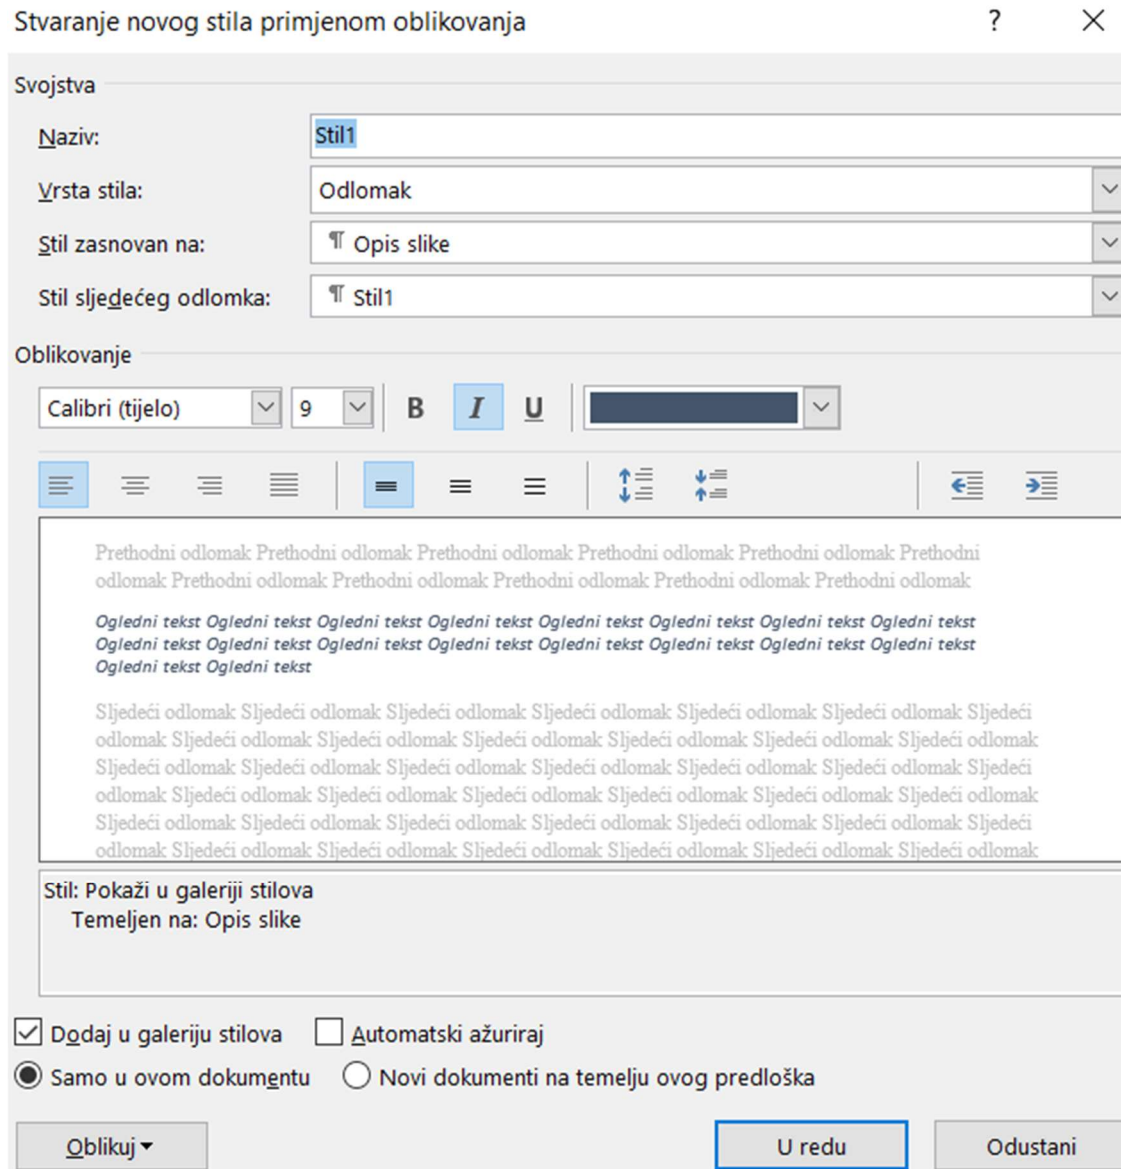 Stvaranje novog stila primjenom oblikovanja ? ×
Svojstva
Naziv: Stil1
Vrsta stila: Odlomak
Stil zasnovan na: ¶ Opis slike
Stil sljedećeg odlomka: ¶ Stil1
Oblikovanje
Calibri (tijelo) 9 B I U
Prethodni odlomak Prethodni odlomak Prethodni odlomak Prethodni odlomak Prethodni odlomak Prethodni
odlomak Prethodni odlomak Prethodni odlomak Prethodni odlomak Prethodni odlomak Prethodni odlomak
Ogledni tekst Ogledni tekst Ogledni tekst Ogledni tekst Ogledni tekst Ogledni tekst Ogledni tekst Ogledni tekst
Ogledni tekst Ogledni tekst Ogledni tekst Ogledni tekst Ogledni tekst Ogledni tekst Ogledni tekst Ogledni tekst
Ogledni tekst Ogledni tekst
Sljedeći odlomak Sljedeći odlomak Sljedeći odlomak Sljedeći odlomak Sljedeći odlomak Sljedeći odlomak Sljedeći
odlomak Sljedeći odlomak Sljedeći odlomak Sljedeći odlomak Sljedeći odlomak Sljedeći odlomak Sljedeći odlomak
Sljedeći odlomak Sljedeći odlomak Sljedeći odlomak Sljedeći odlomak Sljedeći odlomak Sljedeći odlomak Sljedeći
odlomak Sljedeći odlomak Sljedeći odlomak Sljedeći odlomak Sljedeći odlomak Sljedeći odlomak Sljedeći odlomak
Sljedeći odlomak Sljedeći odlomak Sljedeći odlomak Sljedeći odlomak Sljedeći odlomak Sljedeći odlomak Sljedeći
odlomak Sljedeći odlomak Sljedeći odlomak Sljedeći odlomak Sljedeći odlomak Sljedeći odlomak Sljedeći odlomak
Stil: Pokaži u galeriji stilova
Temeljen na: Opis slike
Dodaj u galeriju stilova Automatski ažuriraj
Samo u ovom dokumentu Novi dokumenti na temelju ovog predloška
Oblikuj U redu Odustani